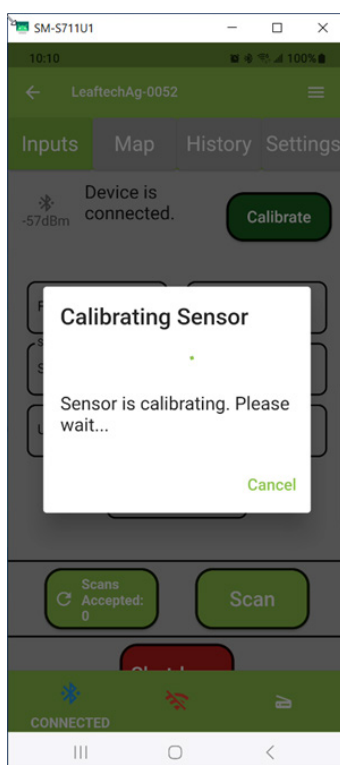 SM-S711U1
10:10
100%
LeaftechAg-0052
Inputs Map History Settings
Device is
connected.
-57dBm
Calibrate
Calibrating Sensor
Sensor is calibrating. Please
wait...
Cancel
Scans
Accepted:
0
Scan
CONNECTED